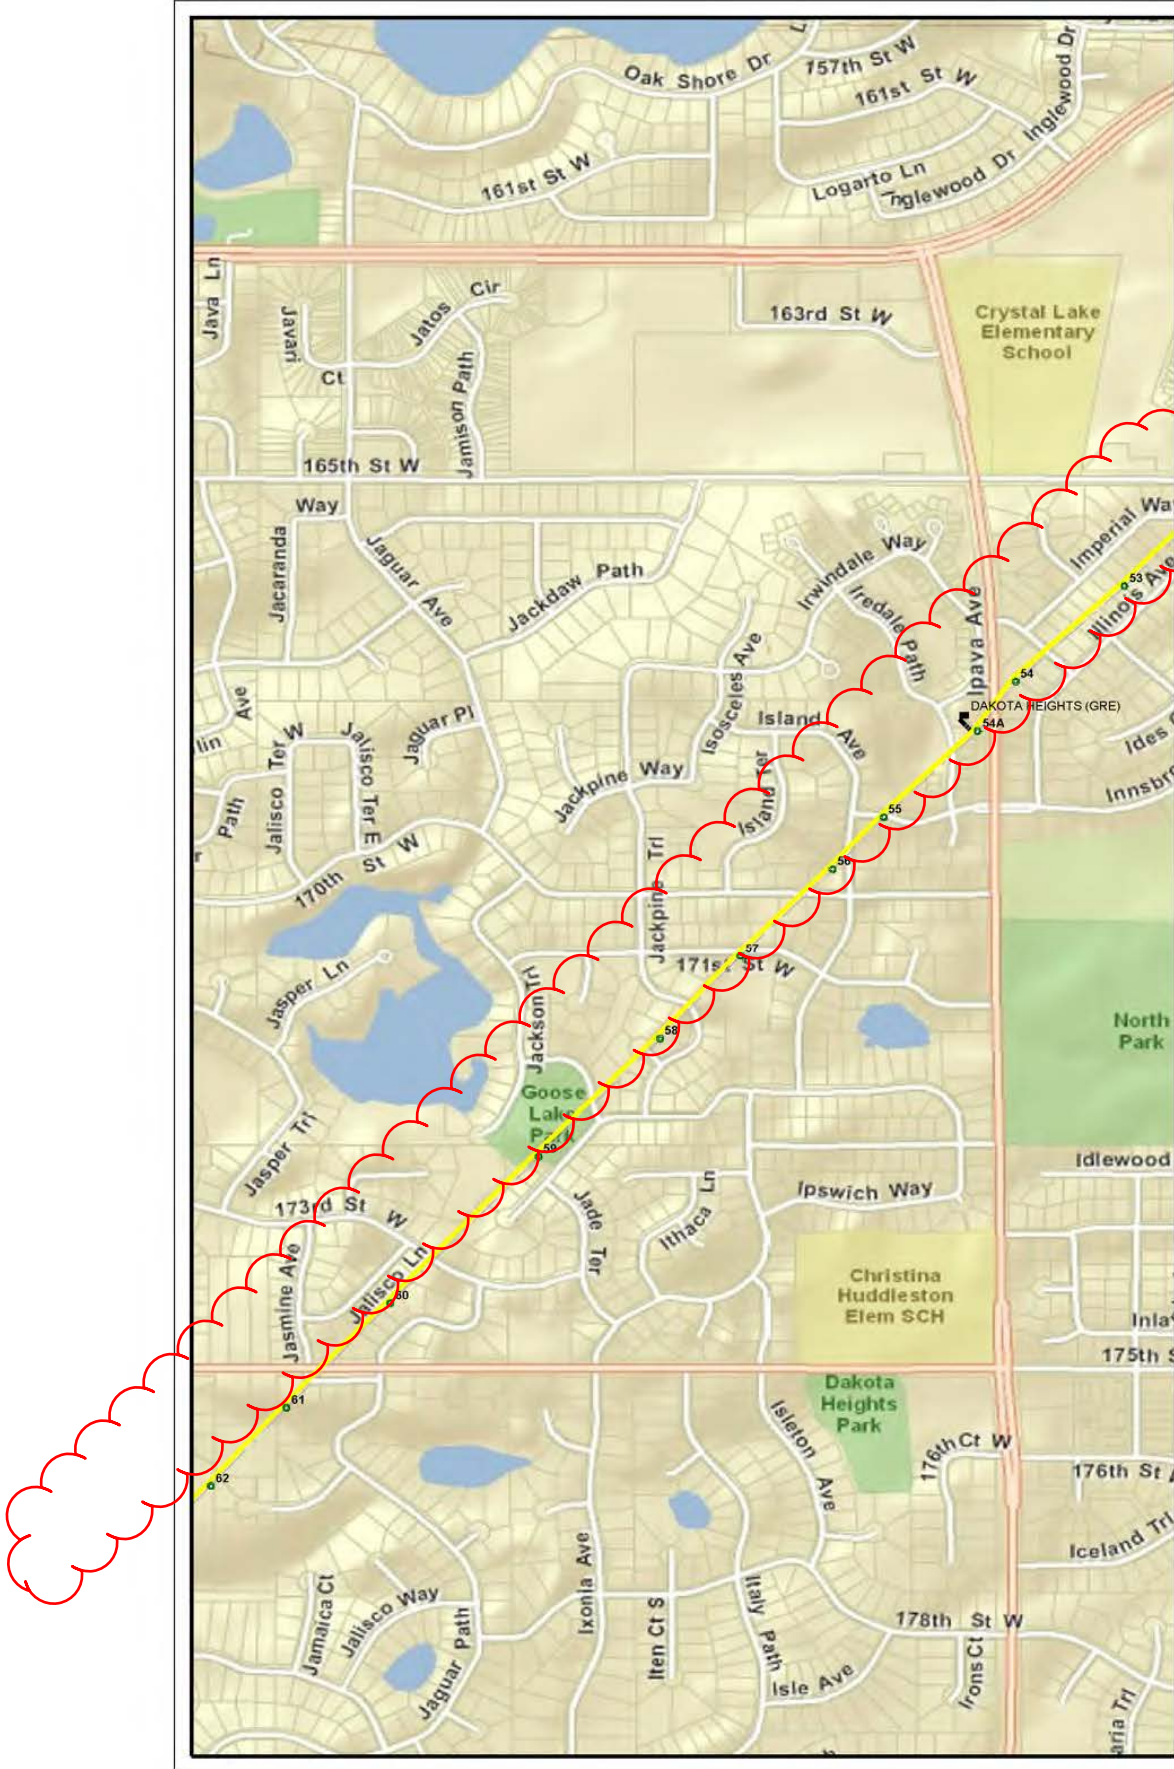 Oak Shore Dr
157th St W
161st St W
Inglewood Dr
161st St W
Logarto Ln
nglewood Dr
Java Ln
Javari
Ct
Jatos Cir
Jamison Path
163rd St W
Crystal Lake
Elementary
School
165th St W
Way
Jacaranda
Jaguar Ave
Jackdaw Path
Irwindale Way
Iredale Path
Ipava Ave
Imperial Wa
Illinois Ave
53
54
DAKOTA HEIGHTS (GRE)
54A
Isosceles Ave
Island Ave
Island Ter
Ave
lin
Path
Jalisco Ter W
Jalisco Ter E
Jaguar Pl
Jackpine Way
Ides
Innsbr
55
56
170th St W
Jackpine Trl
57
171st St W
Jasper Ln
Jackson Trl
58
North
Park
Goose
Lake
Park
59
Jasper Trl
Idlewood
173rd St W
Jade Ter
Ithaca Ln
Ipswich Way
Jasmine Ave
Jalisco Ln
60
Christina
Huddleston
Elem SCH
Inla
175th S
61
Dakota
Heights
Park
Isleton Ave
176th Ct W
176th St
62
Iceland Trl
Jamaica Ct
Jalisco Way
Jaguar Path
Ixonia Ave
Iten Ct S
Italy Path
Isle Ave
178th St W
Irons Ct
aria Trl